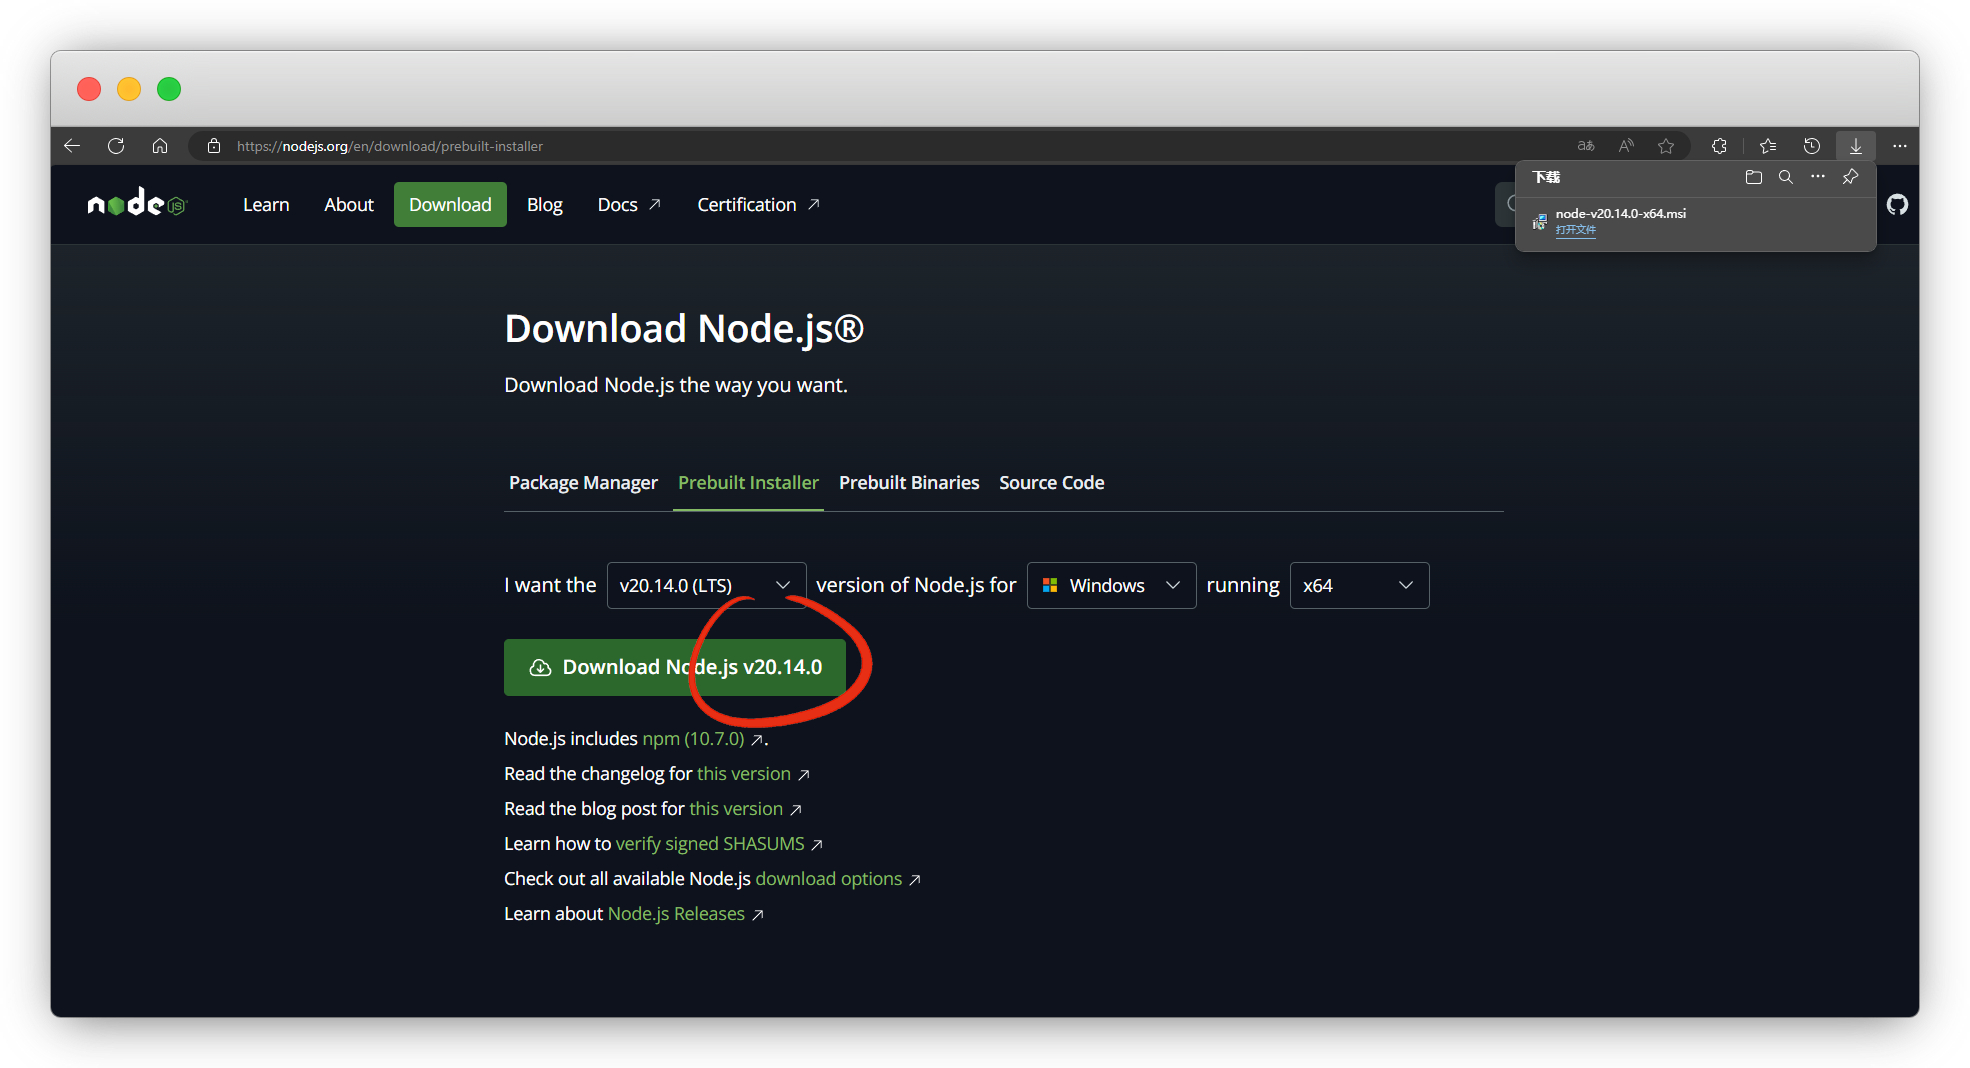 https://nodejs.org/en/download/prebuilt-installer
下载
node-v20.14.0-x64.msi
打开文件
node JS
Learn About Download Blog Docs Certification
Download Node.js®
Download Node.js the way you want.
Package Manager Prebuilt Installer Prebuilt Binaries Source Code
I want the v20.14.0 (LTS) version of Node.js for Windows running x64
Download Node.js v20.14.0
Node.js includes npm (10.7.0).
Read the changelog for this version
Read the blog post for this version
Learn how to verify signed SHASUMS
Check out all available Node.js download options
Learn about Node.js Releases